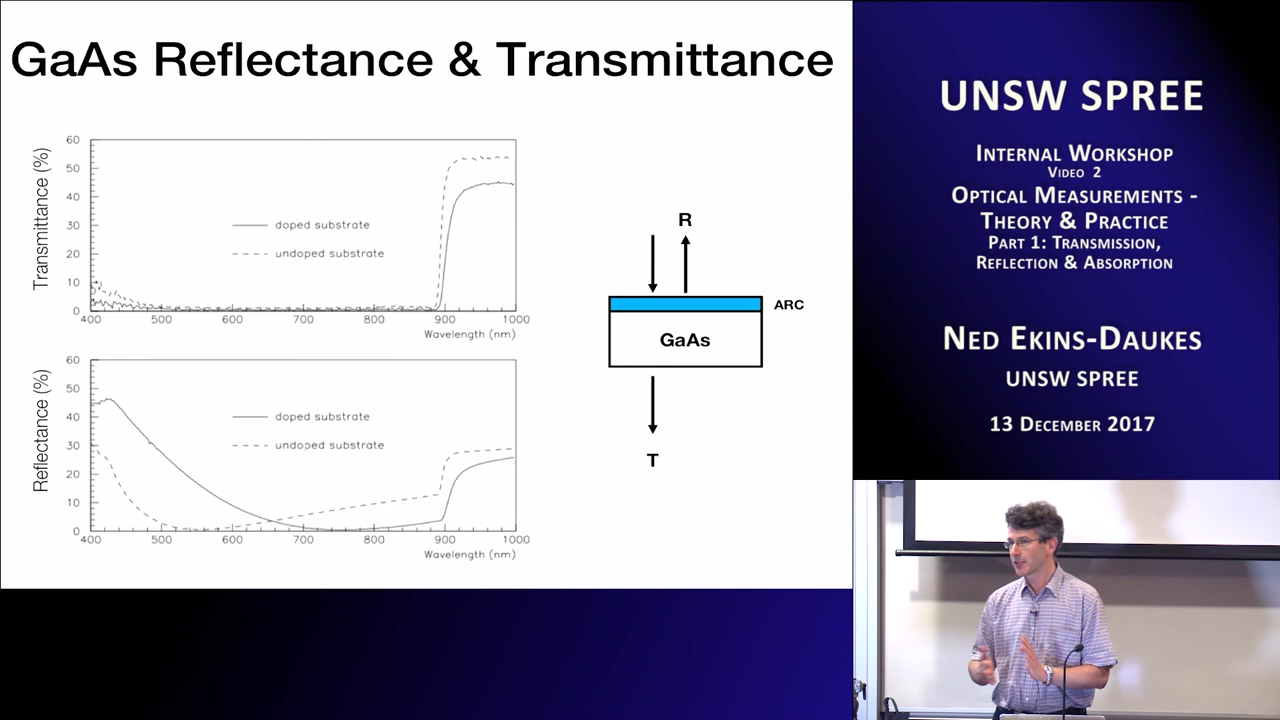 GaAs Reflectance & Transmittance
Transmittance (%)
60
50
40
30
20
10
0
doped substrate
undoped substrate
400 500 600 700 800 900 1000
Wavelength (nm)
Reflectance (%)
60
50
40
30
20
10
0
doped substrate
undoped substrate
400 500 600 700 800 900 1000
Wavelength (nm)
R
ARC
GaAs
T
UNSW SPREE
INTERNAL WORKSHOP
VIDEO 2
OPTICAL MEASUREMENTS -
THEORY & PRACTICE
PART 1: TRANSMISSION,
REFLECTION & ABSORPTION
NED EKINS-DAUKES
UNSW SPREE
13 DECEMBER 2017